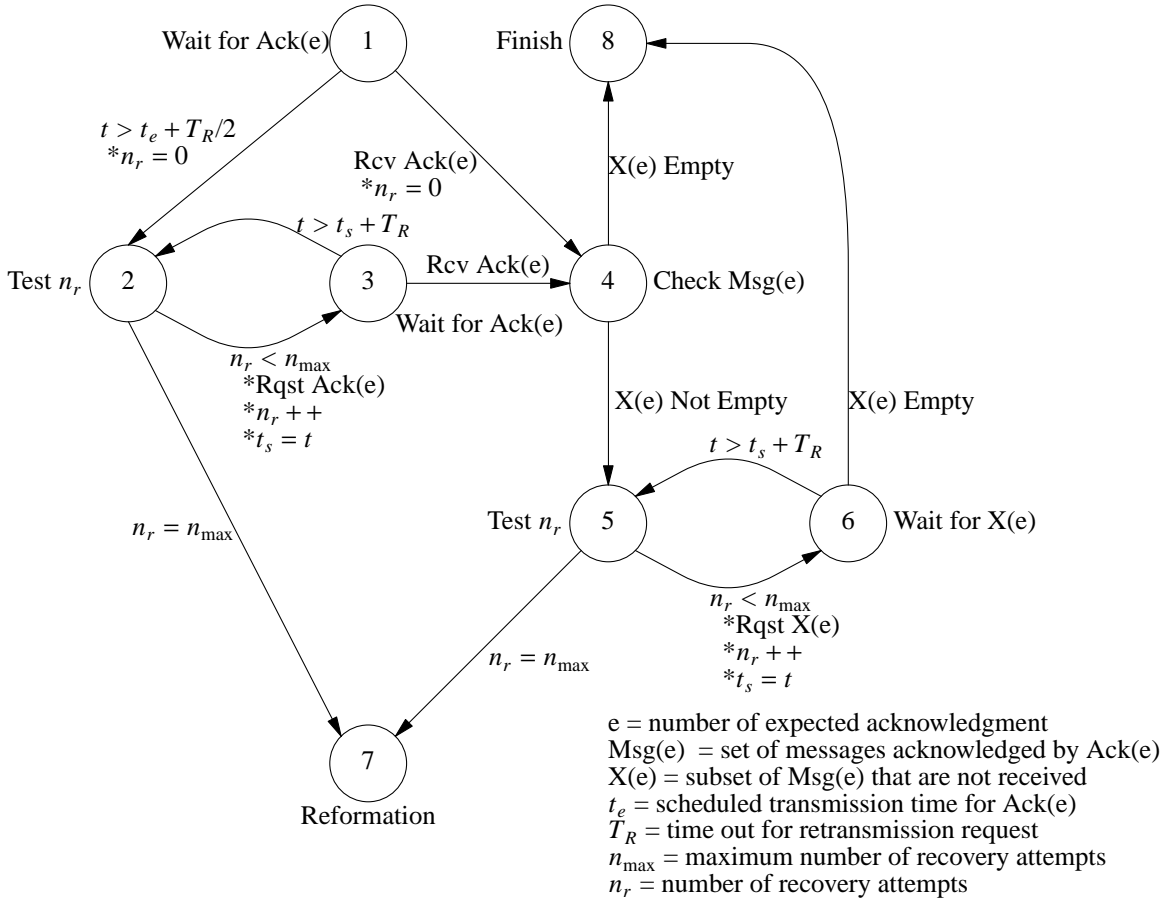 Wait for Ack(e)
1
Finish
8
t > t_e + T_R/2
*n_r = 0
Rcv Ack(e)
*n_r = 0
X(e) Empty
t > t_s + T_R
Test n_r
2
3
Rcv Ack(e)
4
Check Msg(e)
Wait for Ack(e)
n_r < n_max
*Rqst Ack(e)
*n_r ++
*t_s = t
X(e) Not Empty
X(e) Empty
t > t_s + T_R
n_r = n_max
Test n_r
5
6
Wait for X(e)
n_r < n_max
*Rqst X(e)
*n_r ++
*t_s = t
n_r = n_max
7
Reformation
e = number of expected acknowledgment
Msg(e) = set of messages acknowledged by Ack(e)
X(e) = subset of Msg(e) that are not received
t_e = scheduled transmission time for Ack(e)
T_R = time out for retransmission request
n_max = maximum number of recovery attempts
n_r = number of recovery attempts